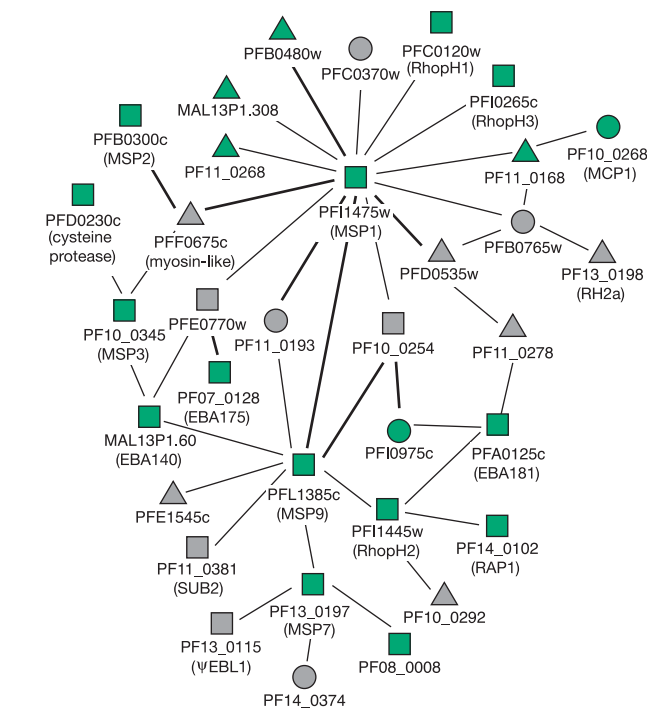 PFB0480w
PFC0370w
PFC0120w
(RhopH1)
PFI0265c
(RhopH3)
MAL13P1.308
PFB0300c
(MSP2)
PF11_0268
PF11_0168
PF10_0268
(MCP1)
PFI1475w
(MSP1)
PFD0230c
(cysteine
protease)
PFF0675c
(myosin-like)
PFD0535w
PFB0765w
PF13_0198
(RH2a)
PF10_0345
(MSP3)
PFE0770w
PF11_0193
PF10_0254
PF11_0278
PF07_0128
(EBA175)
MAL13P1.60
(EBA140)
PFI0975c
PFA0125c
(EBA181)
PFE1545c
PFL1385c
(MSP9)
PFI1445w
(RhopH2)
PF14_0102
(RAP1)
PF11_0381
(SUB2)
PF13_0197
(MSP7)
PF10_0292
PF13_0115
(ΨEBL1)
PF08_0008
PF14_0374